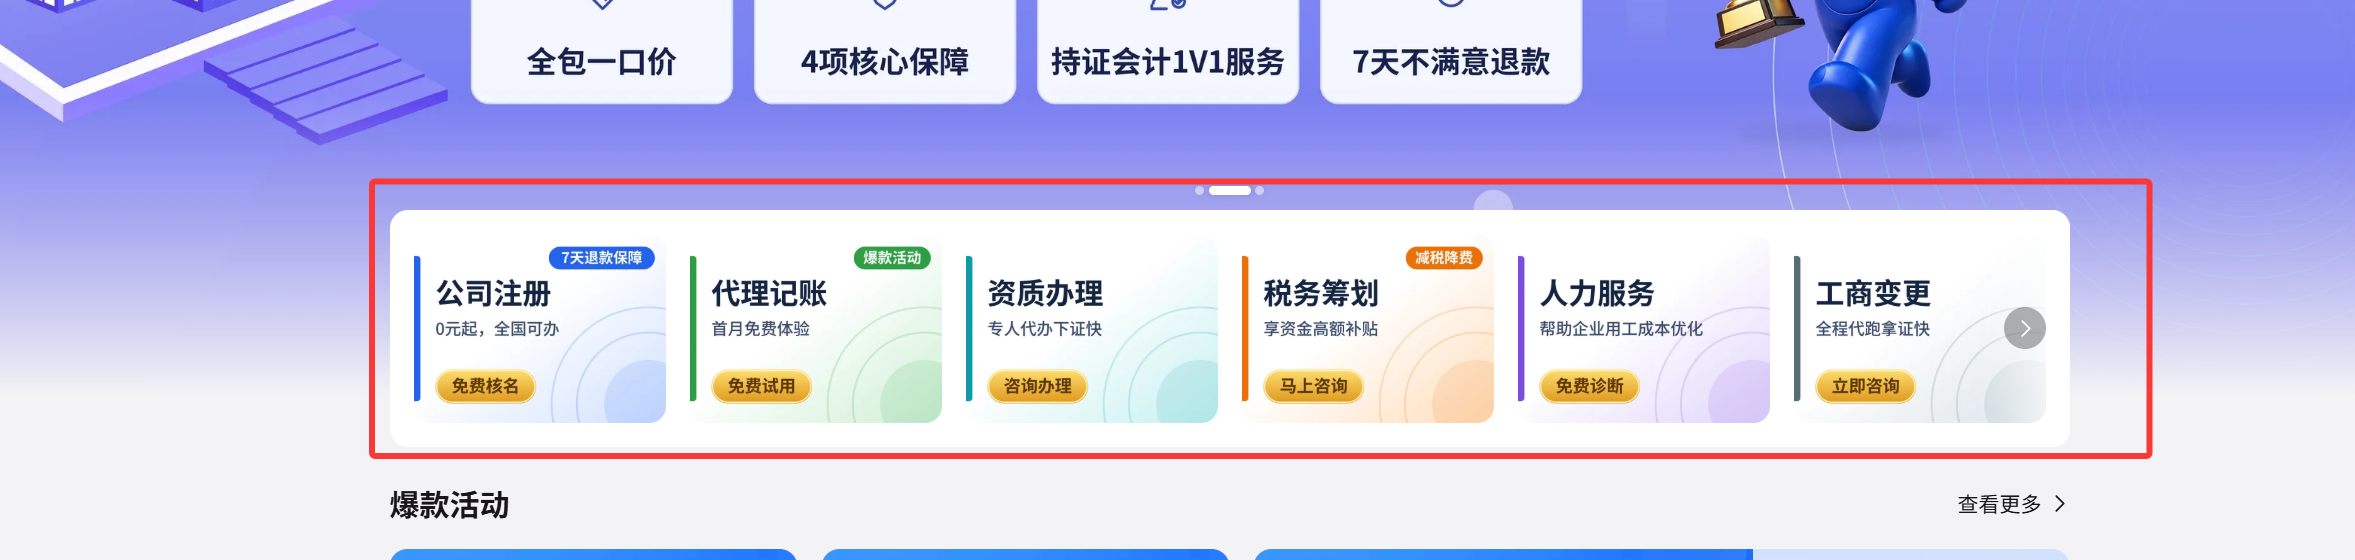 全包一口价
4项核心保障
持证会计1V1服务
7天不满意退款
7天退款保障
公司注册
0元起，全国可办
免费核名
爆款活动
代理记账
首月免费体验
免费试用
资质办理
专人代办下证快
咨询办理
减税降费
税务筹划
享资金高额补贴
马上咨询
人力服务
帮助企业用工成本优化
免费诊断
工商变更
全程代跑拿证快
立即咨询
爆款活动
查看更多